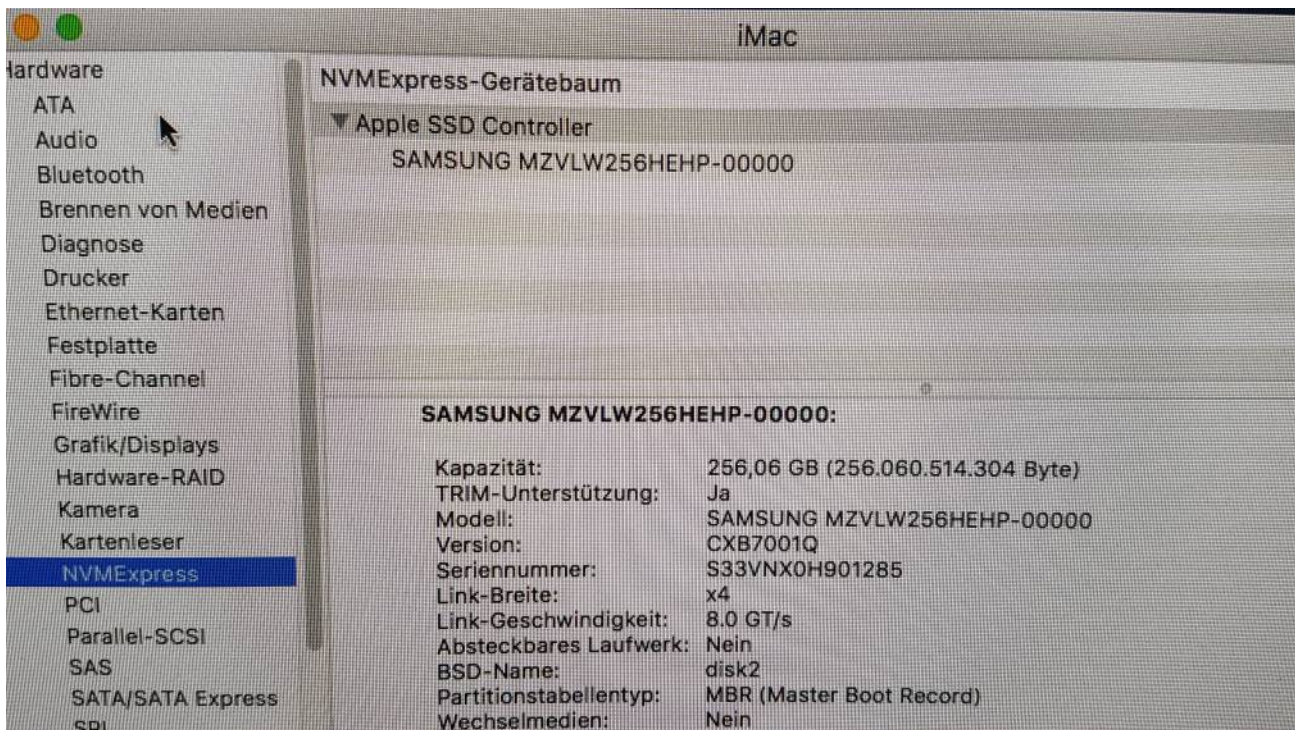 iMac
Hardware
ATA
Audio
Bluetooth
Brennen von Medien
Diagnose
Drucker
Ethernet-Karten
Festplatte
Fibre-Channel
FireWire
Grafik/Displays
Hardware-RAID
Kamera
Kartenleser
NVMExpress
PCI
Parallel-SCSI
SAS
SATA/SATA Express
SPI
NVMExpress-Gerätebaum
Apple SSD Controller
SAMSUNG MZVLW256HEHP-00000
SAMSUNG MZVLW256HEHP-00000:
Kapazität: 256,06 GB (256.060.514.304 Byte)
TRIM-Unterstützung: Ja
Modell: SAMSUNG MZVLW256HEHP-00000
Version: CXB7001Q
Seriennummer: S33VNX0H901285
Link-Breite: x4
Link-Geschwindigkeit: 8.0 GT/s
Absteckbares Laufwerk: Nein
BSD-Name: disk2
Partitionstabellentyp: MBR (Master Boot Record)
Wechselmedien: Nein